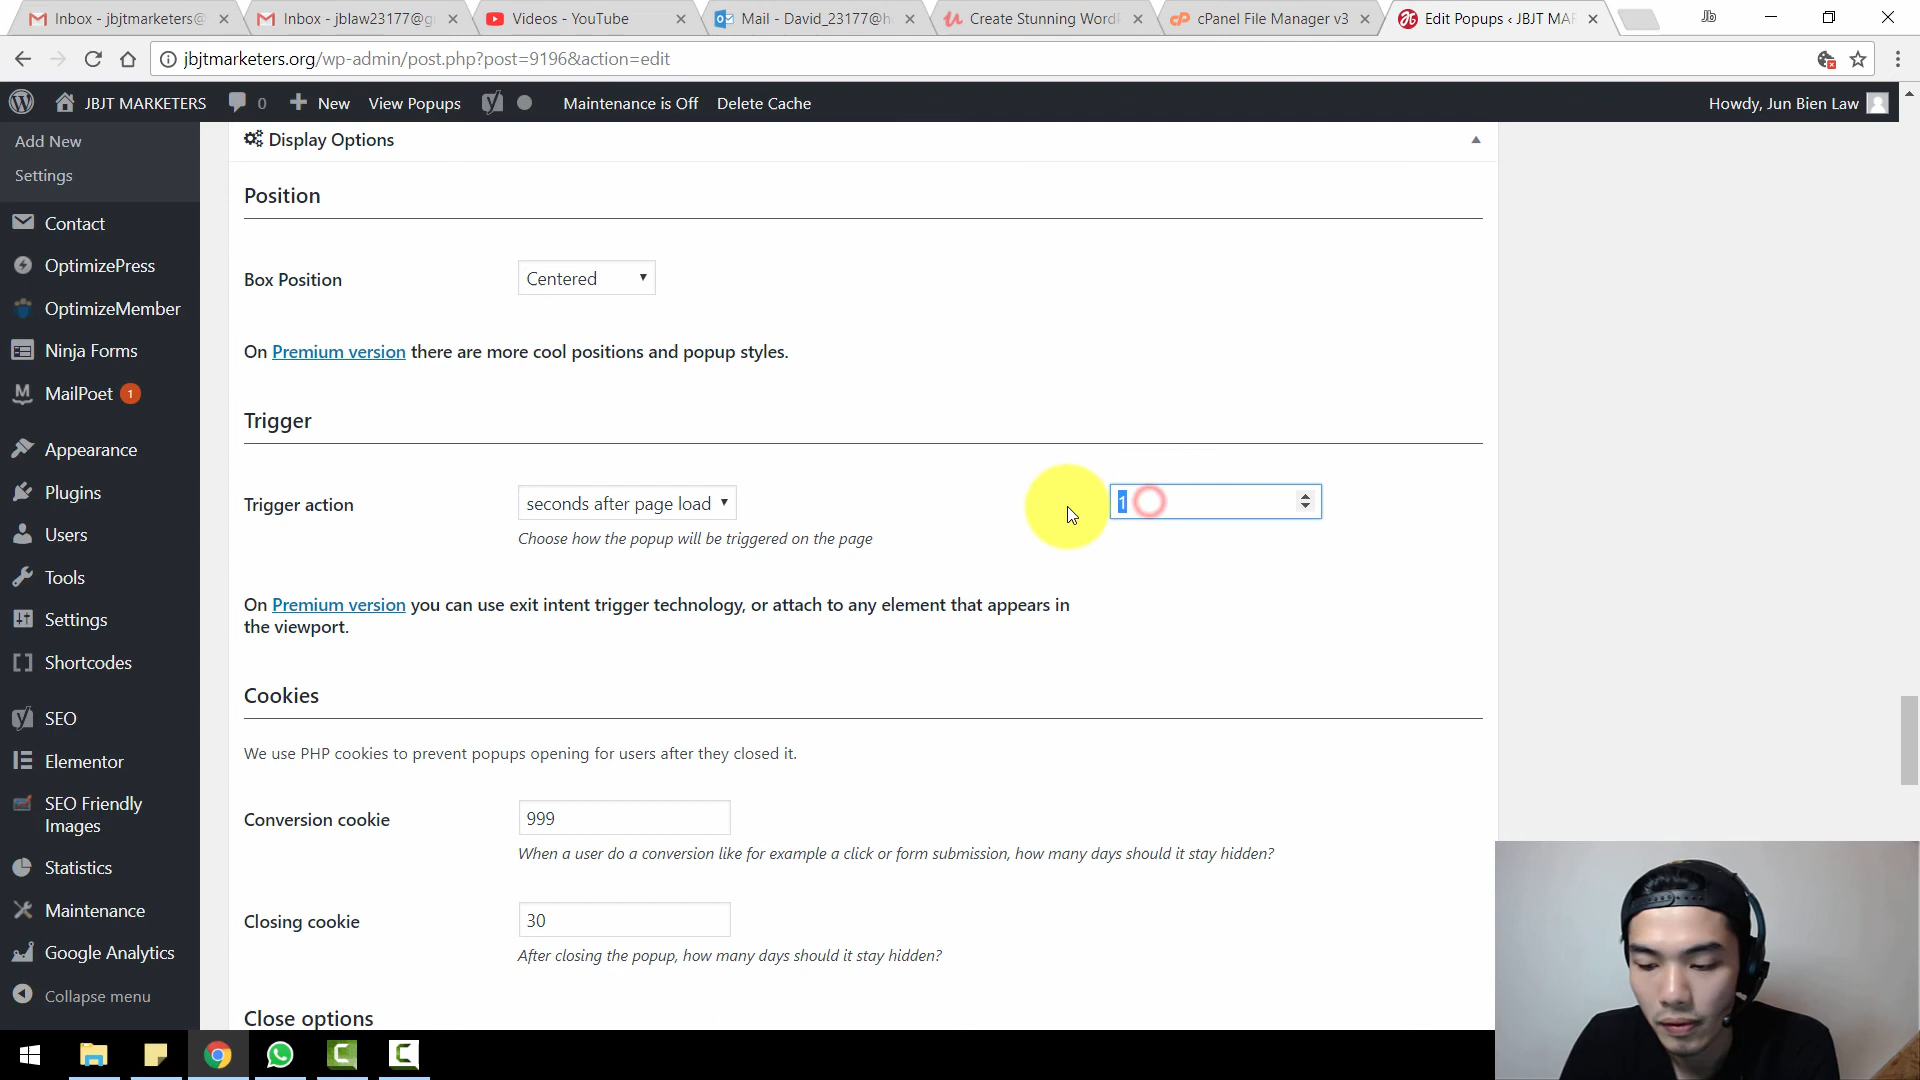 Inbox - jbjtmarketers@
Inbox - jblaw23177@g
Videos - YouTube
Mail - David_23177@h
Create Stunning WordP
cPanel File Manager v3
Edit Popups ‹ JBJT MAR
Jb
jbjtmarketers.org/wp-admin/post.php?post=9196&action=edit
JBJT MARKETERS
0
New
View Popups
Maintenance is Off
Delete Cache
Howdy, Jun Bien Law
Add New
Settings
Contact
OptimizePress
OptimizeMember
Ninja Forms
MailPoet 1
Appearance
Plugins
Users
Tools
Settings
Shortcodes
SEO
Elementor
SEO Friendly
Images
Statistics
Maintenance
Google Analytics
Collapse menu
Display Options
Position
Box Position
Centered
On Premium version there are more cool positions and popup styles.
Trigger
Trigger action
seconds after page load
1
Choose how the popup will be triggered on the page
On Premium version you can use exit intent trigger technology, or attach to any element that appears in
the viewport.
Cookies
We use PHP cookies to prevent popups opening for users after they closed it.
Conversion cookie
999
When a user do a conversion like for example a click or form submission, how many days should it stay hidden?
Closing cookie
30
After closing the popup, how many days should it stay hidden?
Close options